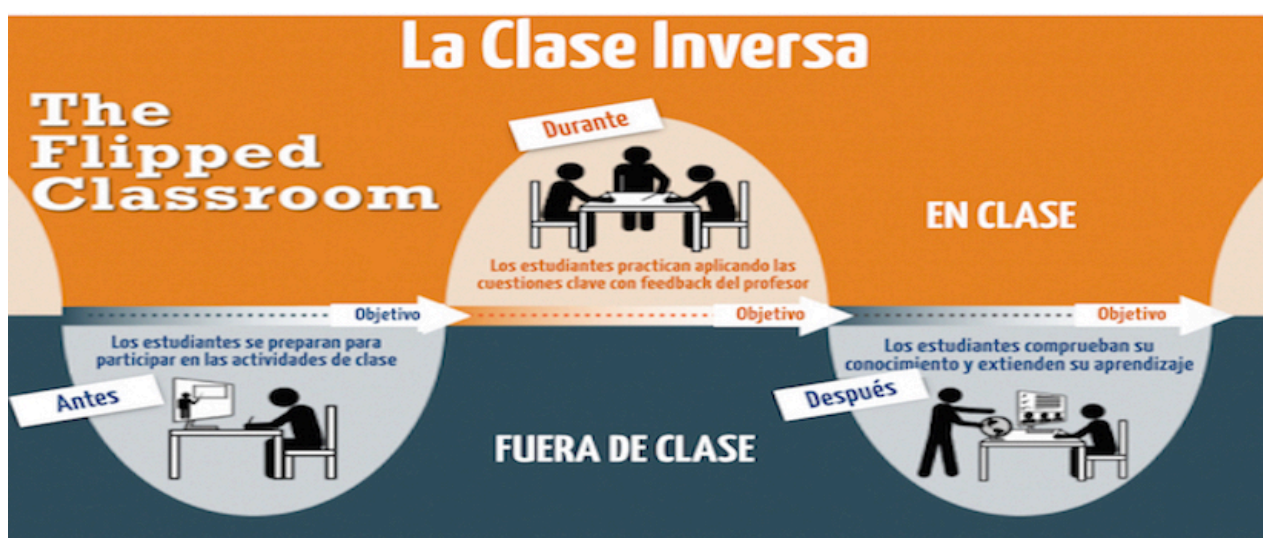 La Clase Inversa
The
Flipped
Classroom
Durante
Los estudiantes practican aplicando las
cuestiones clave con feedback del profesor
EN CLASE
Objetivo
Objetivo
Objetivo
Los estudiantes se preparan para
participar en las actividades de clase
Antes
FUERA DE CLASE
Los estudiantes comprueban su
conocimiento y extienden su aprendizaje
Después